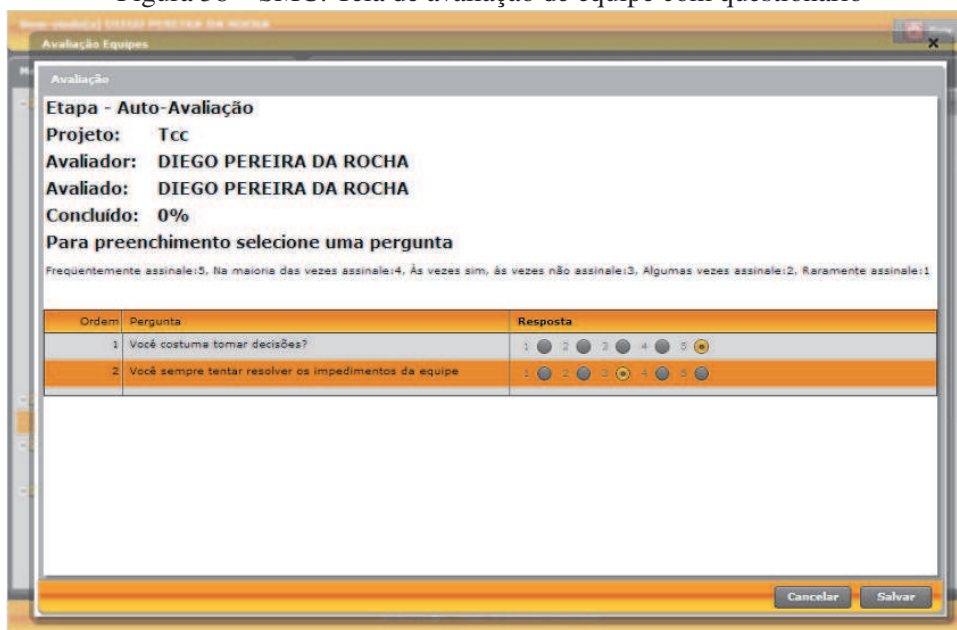 Avaliação Equipes
Avaliação
Etapa - Auto-Avaliação
Projeto: Tcc
Avaliador: DIEGO PEREIRA DA ROCHA
Avaliado: DIEGO PEREIRA DA ROCHA
Concluído: 0%
Para preenchimento selecione uma pergunta
Frequentemente assinale:5, Na maioria das vezes assinale:4, Às vezes sim, ás vezes não assinale:3, Algumas vezes assinale:2, Raramente assinale:1
Ordem Pergunta Resposta
1 Você costuma tomar decisões? 1 2 3 4 5
2 Você sempre tentar resolver os impedimentos da equipe 1 2 3 4 5
Cancelar Salvar